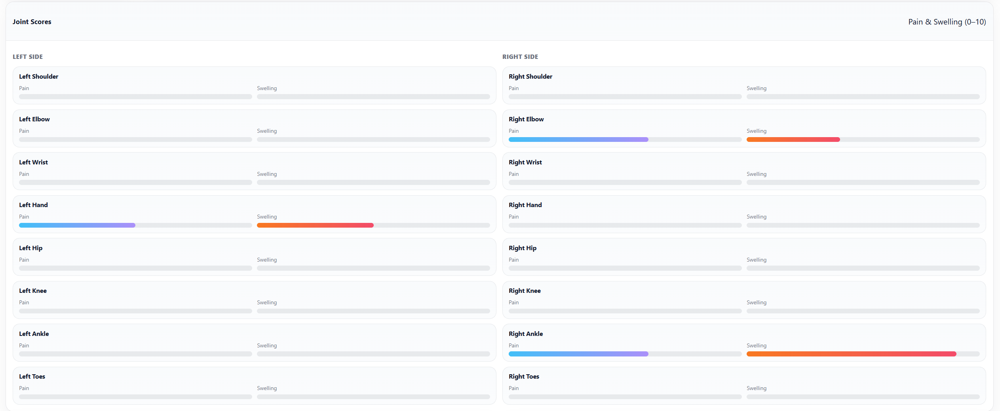 Joint Scores
Pain & Swelling (0–10)
LEFT SIDE
Left Shoulder
Pain
Swelling
Left Elbow
Pain
Swelling
Left Wrist
Pain
Swelling
Left Hand
Pain
Swelling
Left Hip
Pain
Swelling
Left Knee
Pain
Swelling
Left Ankle
Pain
Swelling
Left Toes
Pain
Swelling
RIGHT SIDE
Right Shoulder
Pain
Swelling
Right Elbow
Pain
Swelling
Right Wrist
Pain
Swelling
Right Hand
Pain
Swelling
Right Hip
Pain
Swelling
Right Knee
Pain
Swelling
Right Ankle
Pain
Swelling
Right Toes
Pain
Swelling